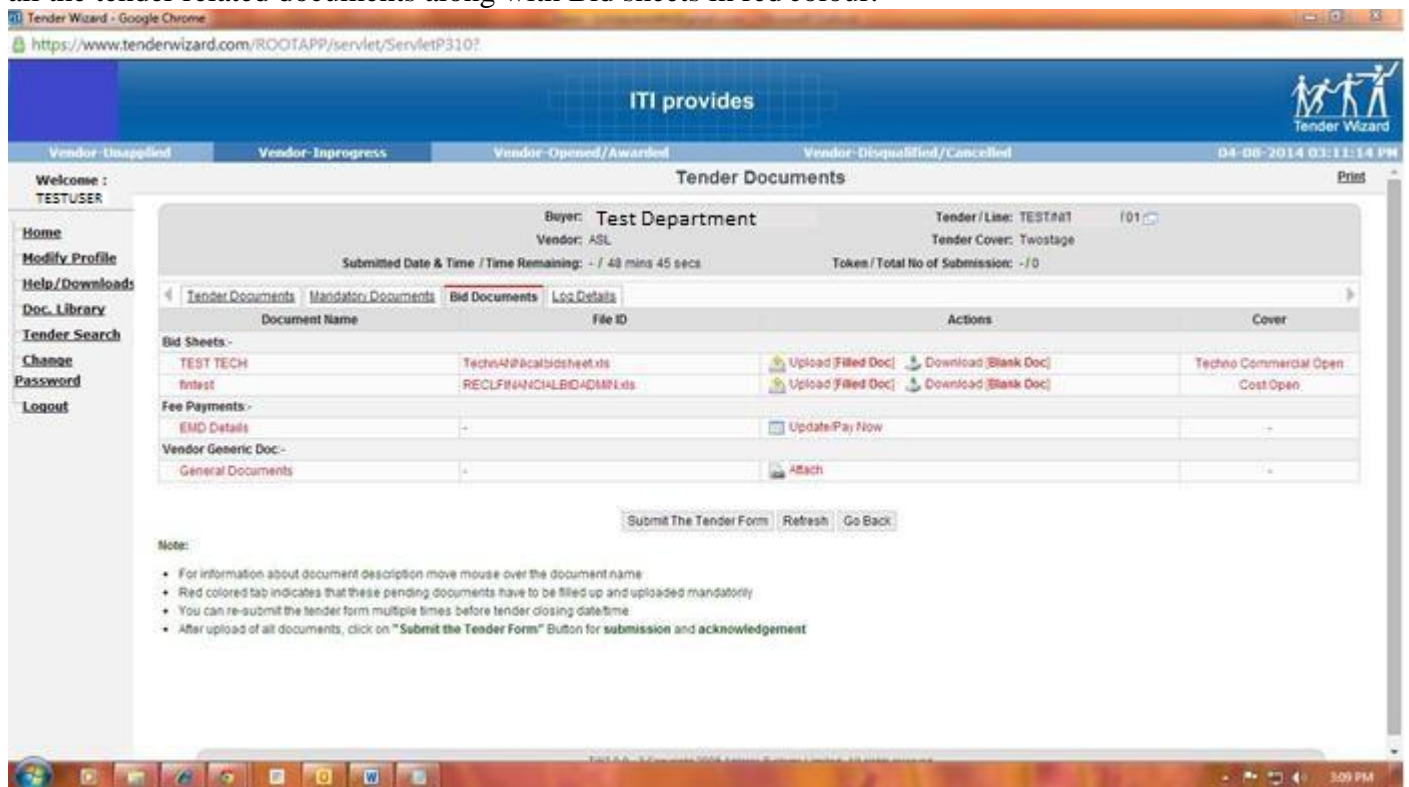 all the tender related documents along with Bid sheets in red colour.
Tender Wizard - Google Chrome
https://www.tenderwizard.com/ROOTAPP/servlet/ServletP310?
ITI provides
Tender Wizard
Vendor-Unapplied Vendor-Inprogress Vendor-Opened/Awarded Vendor-Disqualified/Cancelled 04-08-2014 03:11:14 PM
Welcome : Tender Documents Print
TESTUSER
Buyer: Test Department Tender/Line: /01
Vendor: ASL Tender Cover: Twostage
Submitted Date & Time / Time Remaining: - / 48 mins 45 secs Token / Total No of Submission: - / 0
Home
Modify Profile
Help/Downloads
Doc. Library
Tender Search
Change
Password
Logout
Tender Documents Mandatory Documents Bid Documents Log Details
Document Name File ID Actions Cover
Bid Sheets:-
TEST TECH Upload [Filled Doc] Download [Blank Doc] Techno Commercial Open
fintest RECLFINANCIALBIDADMIN.xls Upload [Filled Doc] Download [Blank Doc] Cost Open
Fee Payments:-
EMD Details - Update/Pay Now -
Vendor Generic Doc:-
General Documents - Attach -
Submit The Tender Form Refresh Go Back
Note:
• For information about document description move mouse over the document name
• Red colored tab indicates that these pending documents have to be filled up and uploaded mandatorily
• You can re-submit the tender form multiple times before tender closing date/time
• After upload of all documents, click on "Submit the Tender Form" Button for submission and acknowledgement
3:09 PM